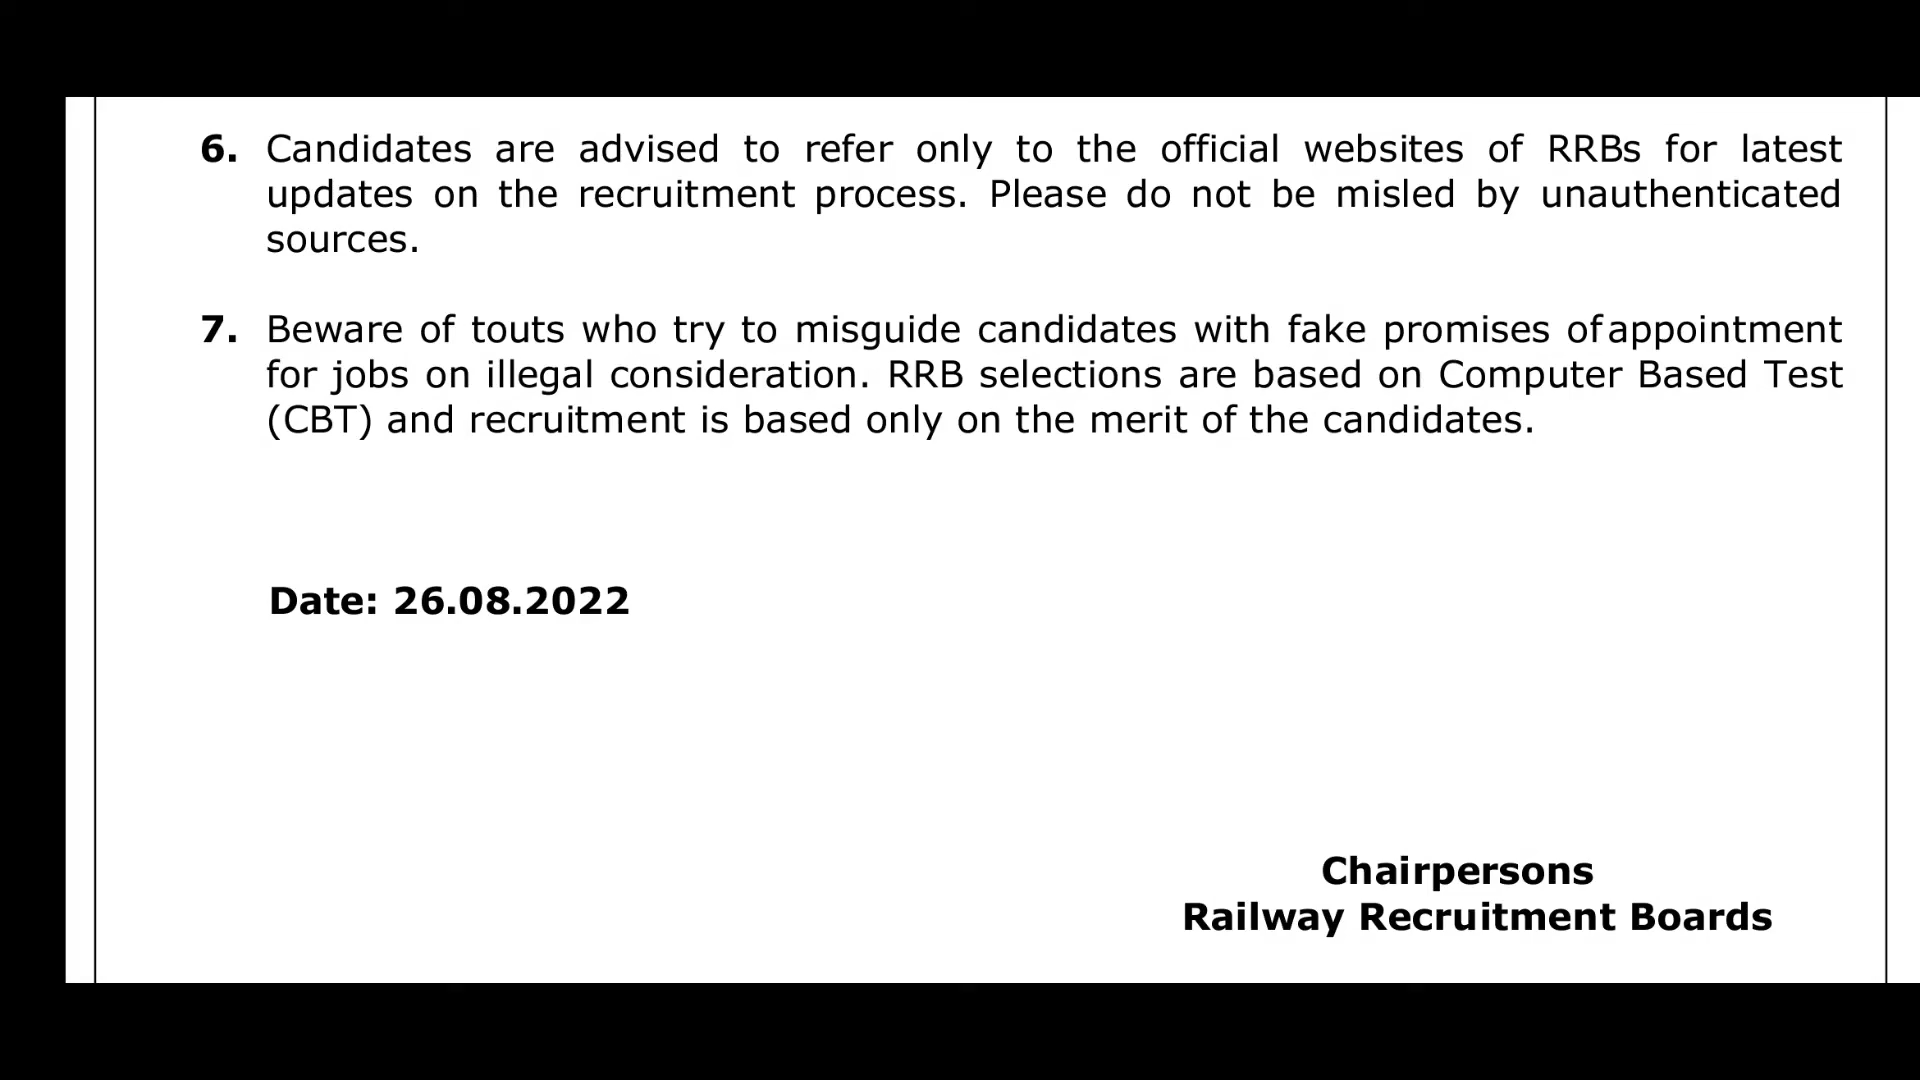 6. Candidates are advised to refer only to the official websites of RRBs for latest
updates on the recruitment process. Please do not be misled by unauthenticated
sources.
7. Beware of touts who try to misguide candidates with fake promises of appointment
for jobs on illegal consideration. RRB selections are based on Computer Based Test
(CBT) and recruitment is based only on the merit of the candidates.
Date: 26.08.2022
Chairpersons
Railway Recruitment Boards